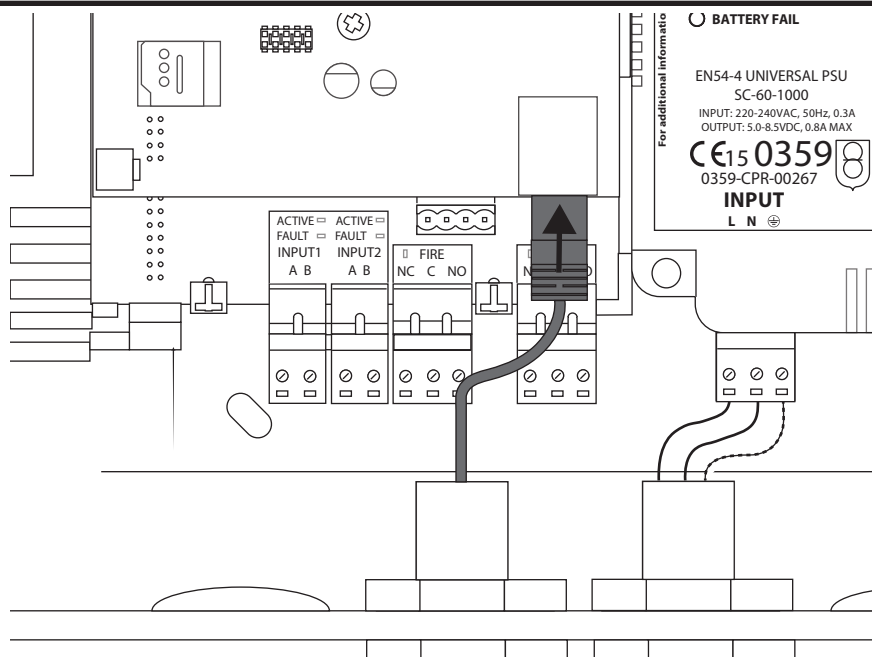 BATTERY FAIL
For additional informatio
EN54-4 UNIVERSAL PSU
SC-60-1000
INPUT: 220-240VAC, 50Hz, 0.3A
OUTPUT: 5.0-8.5VDC, 0.8A MAX
CE 15 0359
0359-CPR-00267
INPUT
L N
ACTIVE ACTIVE
FAULT FAULT
INPUT1 INPUT2
A B A B
FIRE
NC C NO
N O